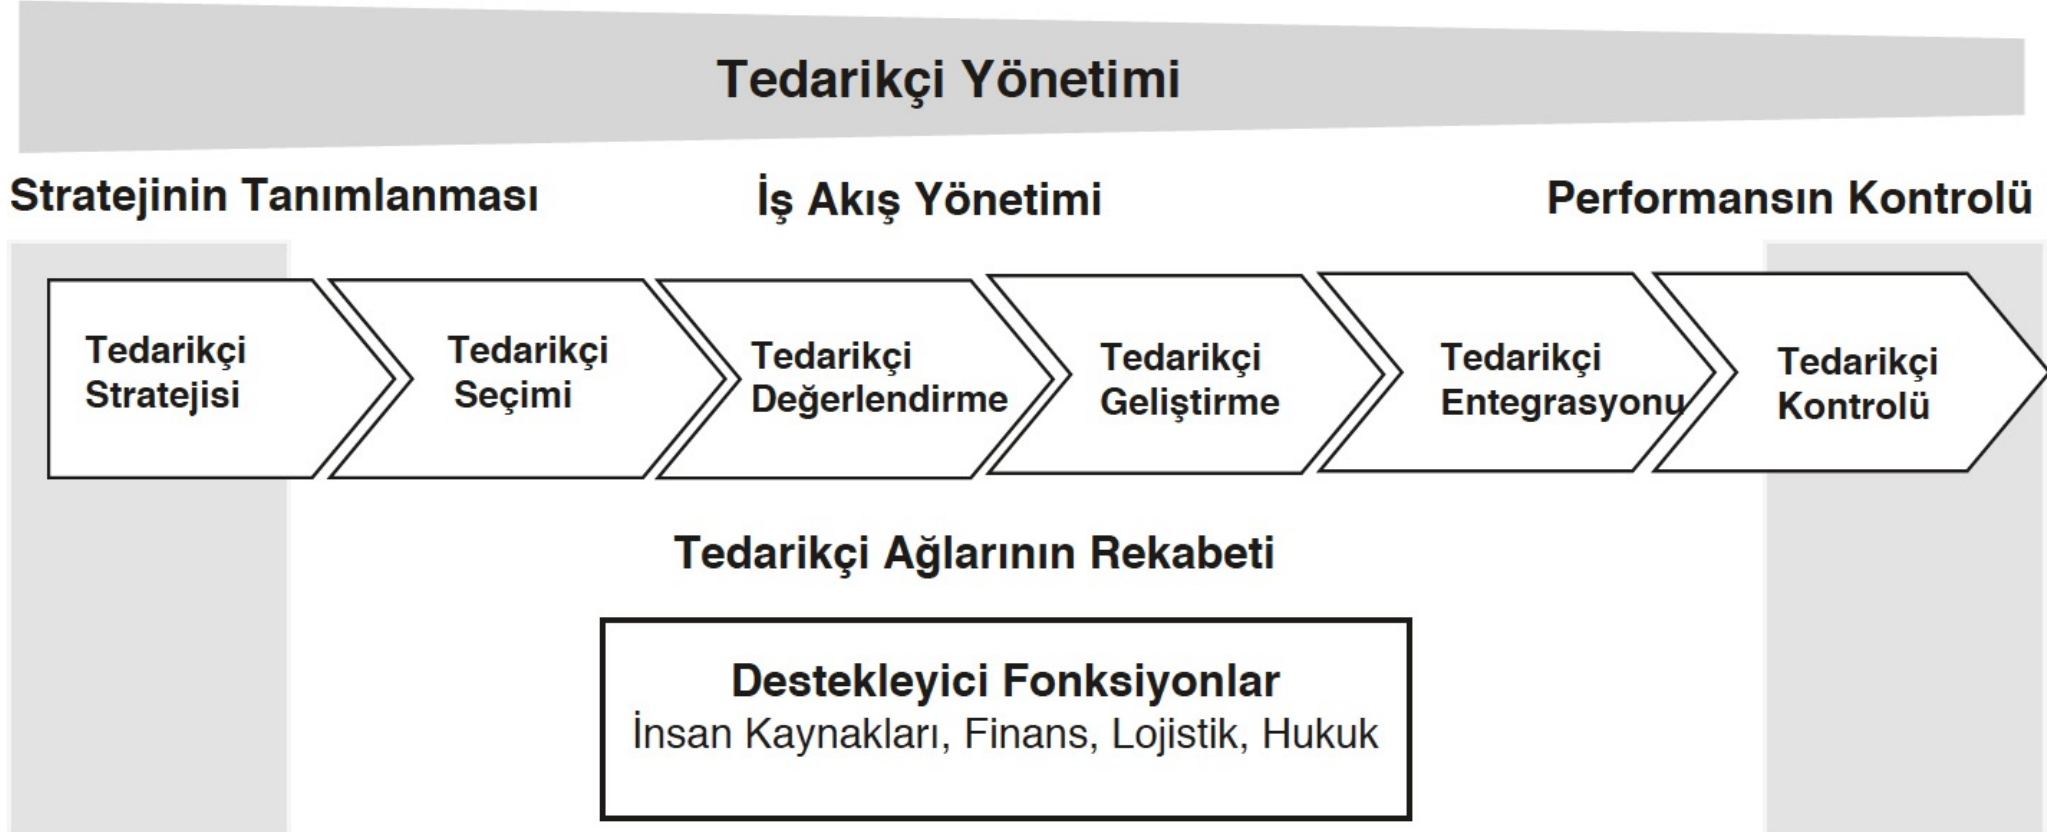 Tedarikçi Yönetimi
Stratejinin Tanımlanması
İş Akış Yönetimi
Performansın Kontrolü
Tedarikçi
Stratejisi
Tedarikçi
Seçimi
Tedarikçi
Değerlendirme
Tedarikçi
Geliştirme
Tedarikçi
Entegrasyonu
Tedarikçi
Kontrolü
Tedarikçi Ağlarının Rekabeti
Destekleyici Fonksiyonlar
İnsan Kaynakları, Finans, Lojistik, Hukuk